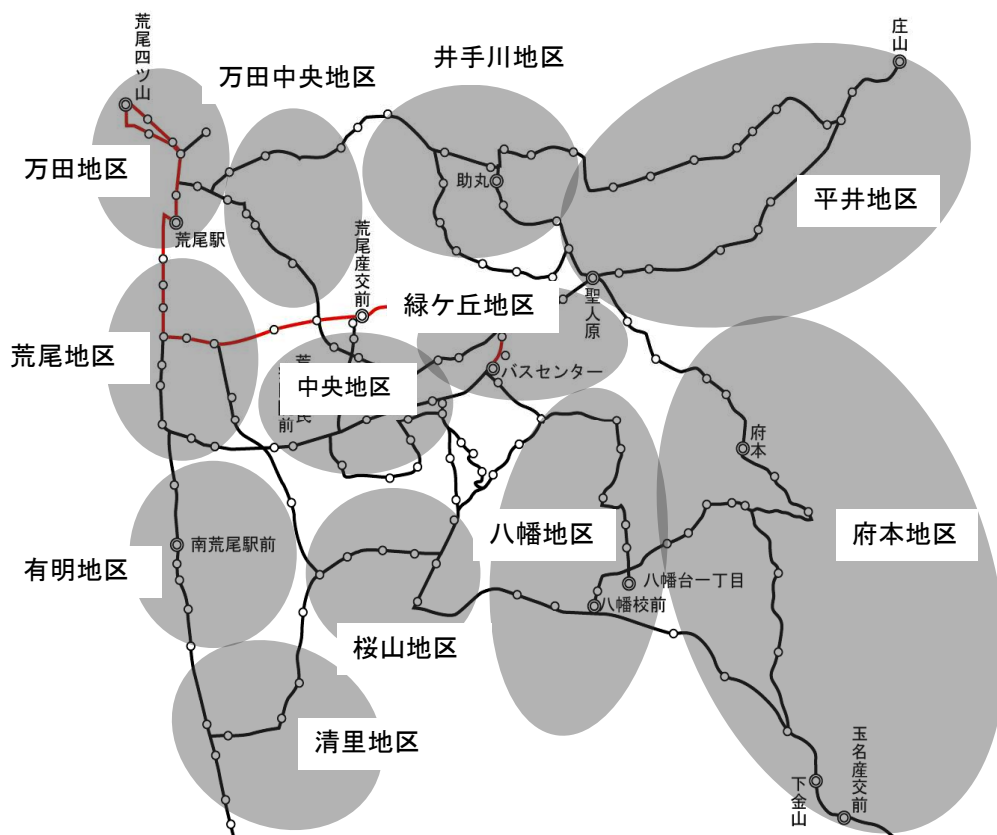 荒尾四ツ山
庄山
井手川地区
万田中央地区
万田地区
助丸
平井地区
荒尾駅
荒尾産交前
緑ケ丘地区
聖人原
荒尾地区
中央地区
バスセンター
荒
民
前
府本
八幡地区
府本地区
南荒尾駅前
有明地区
八幡台一丁目
八幡校前
桜山地区
清里地区
玉名産交前
下金山